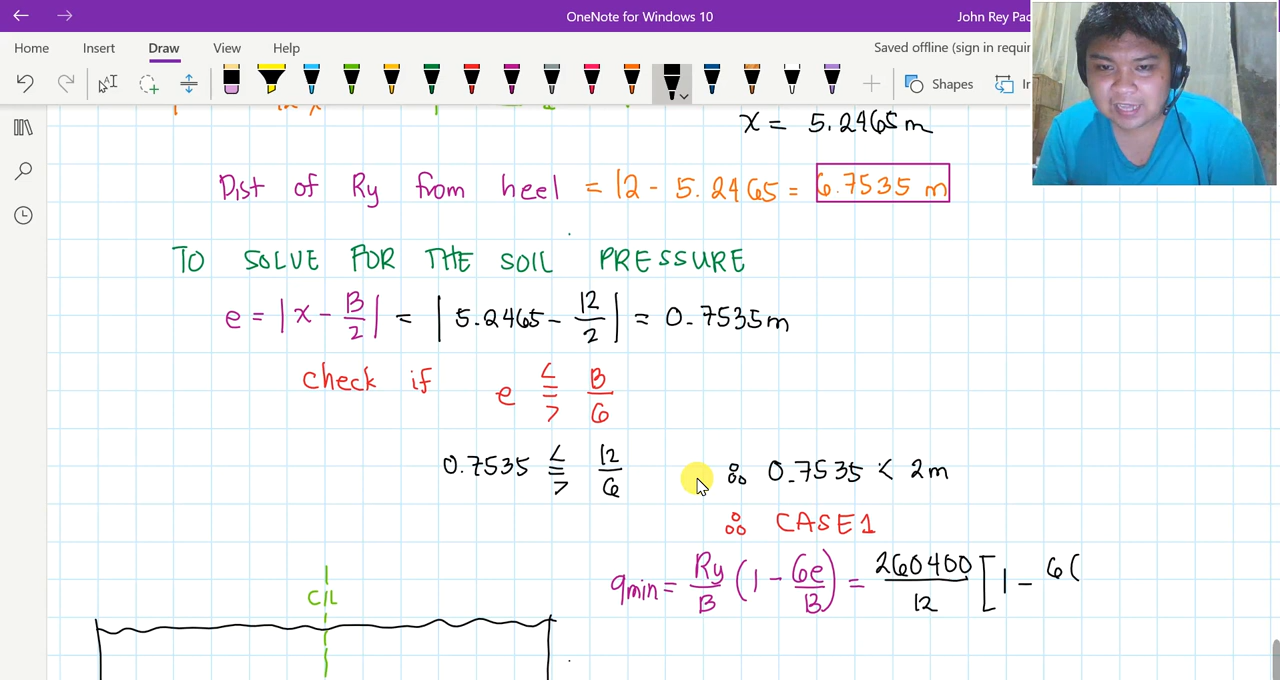 OneNote for Windows 10
John Rey Pac
Home Insert Draw View Help
Saved offline (sign in requir
Shapes In
x = 5.2465 m
Dist of Ry from heel = 12 - 5.2465 = 6.7535 m
TO SOLVE FOR THE SOIL PRESSURE
e = |x - B/2| = |5.2465 - 12/2| = 0.7535 m
check if e <=> B/6
0.7535 <=> 12/6 ∴ 0.7535 < 2m
∴ CASE 1
qmin = Ry/B (1 - 6e/B) = 260400/12 [1 - 6(
C/L